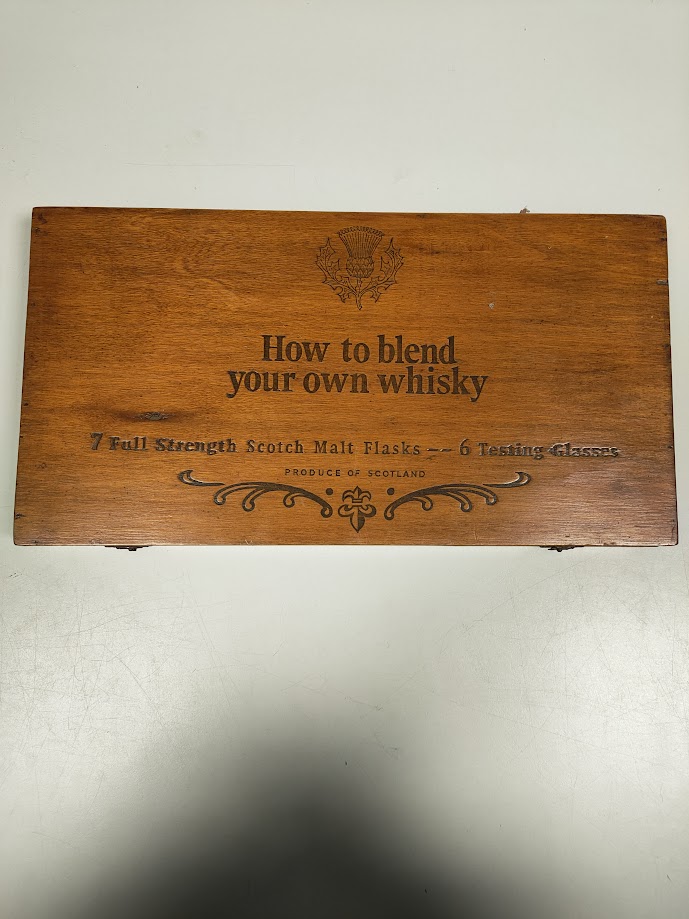 How to blend
your own whisky
7 Full Strength Scotch Malt Flasks -- 6 Testing Glasses
PRODUCE OF SCOTLAND